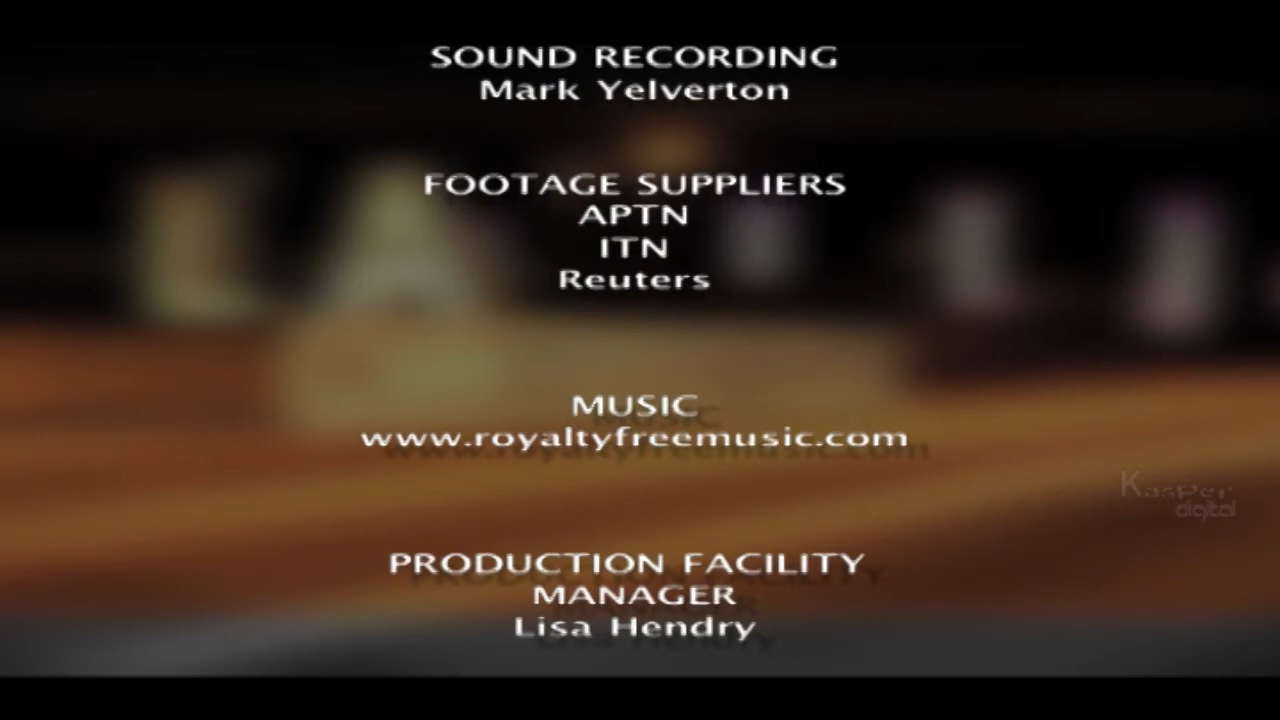 SOUND RECORDING
Mark Yelverton
FOOTAGE SUPPLIERS
APTN
ITN
Reuters
MUSIC
www.royaltyfreemusic.com
PRODUCTION FACILITY
MANAGER
Lisa Hendry
Kasper
digital